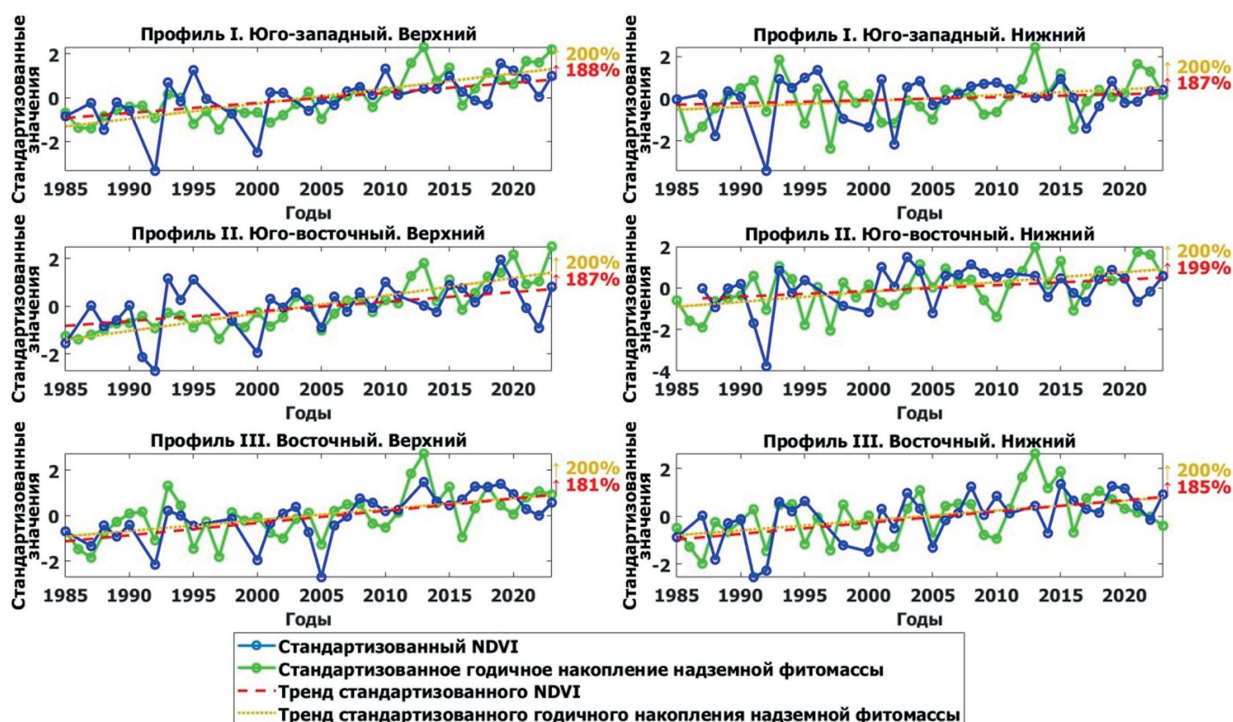 Профиль I. Юго-западный. Верхний
Стандартизованные
значения
2
0
-2
1985 1990 1995 2000 2005 2010 2015 2020
Годы
↑ 200%
↑ 188%
Профиль I. Юго-западный. Нижний
Стандартизованные
значения
2
0
-2
1985 1990 1995 2000 2005 2010 2015 2020
Годы
↑ 200%
↑ 187%
Профиль II. Юго-восточный. Верхний
Стандартизованные
значения
2
0
-2
1985 1990 1995 2000 2005 2010 2015 2020
Годы
↑ 200%
↑ 187%
Профиль II. Юго-восточный. Нижний
Стандартизованные
значения
2
0
-2
-4
1985 1990 1995 2000 2005 2010 2015 2020
Годы
↑ 200%
↑ 199%
Профиль III. Восточный. Верхний
Стандартизованные
значения
2
0
-2
1985 1990 1995 2000 2005 2010 2015 2020
Годы
↑ 200%
↑ 181%
Профиль III. Восточный. Нижний
Стандартизованные
значения
2
0
-2
1985 1990 1995 2000 2005 2010 2015 2020
Годы
↑ 200%
↑ 185%
Стандартизованный NDVI
Стандартизованное годичное накопление надземной фитомассы
Тренд стандартизованного NDVI
Тренд стандартизованного годичного накопления надземной фитомассы